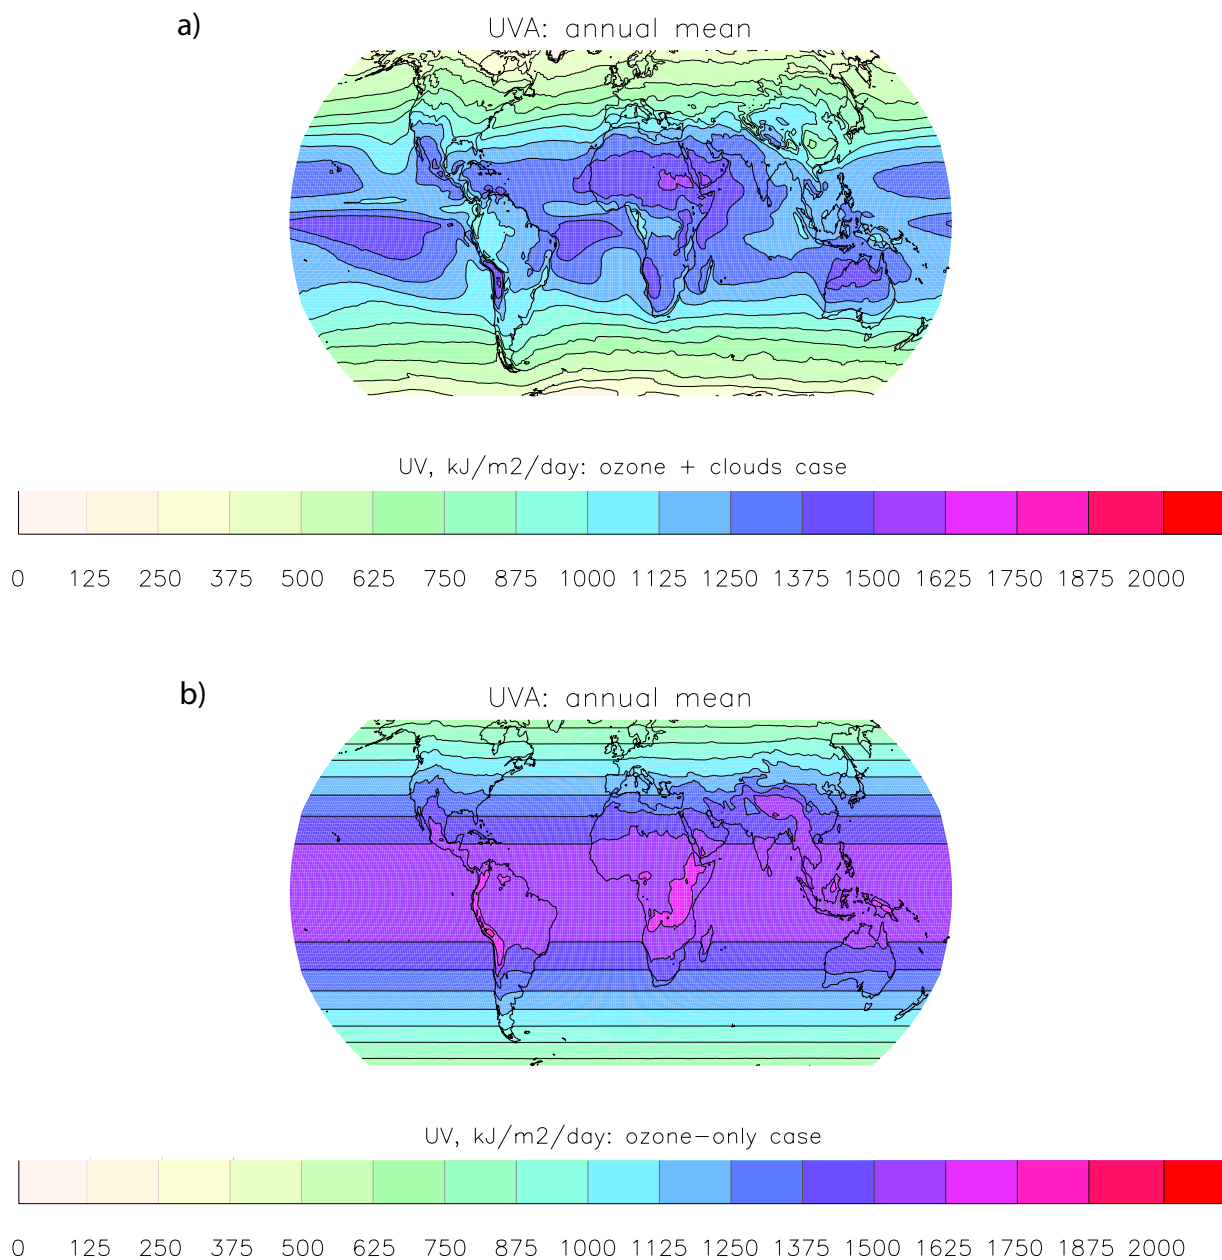 a)
UVA: annual mean
UV, kJ/m2/day: ozone + clouds case
0 125 250 375 500 625 750 875 1000 1125 1250 1375 1500 1625 1750 1875 2000
b)
UVA: annual mean
UV, kJ/m2/day: ozone-only case
0 125 250 375 500 625 750 875 1000 1125 1250 1375 1500 1625 1750 1875 2000